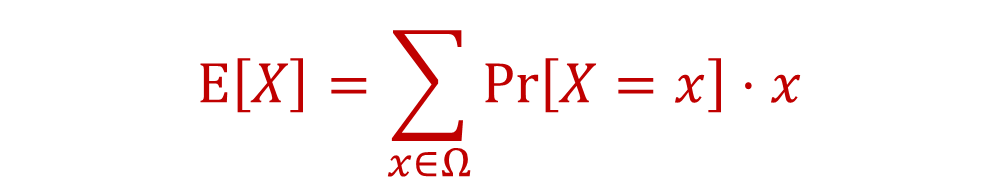 E[𝑋] = ∑ Pr[𝑋 = 𝑥] ⋅ 𝑥
𝑥∈Ω